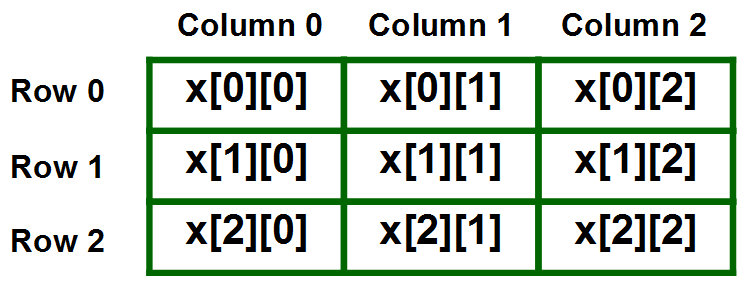 Column 0 Column 1 Column 2
Row 0 x[0][0] x[0][1] x[0][2]
Row 1 x[1][0] x[1][1] x[1][2]
Row 2 x[2][0] x[2][1] x[2][2]